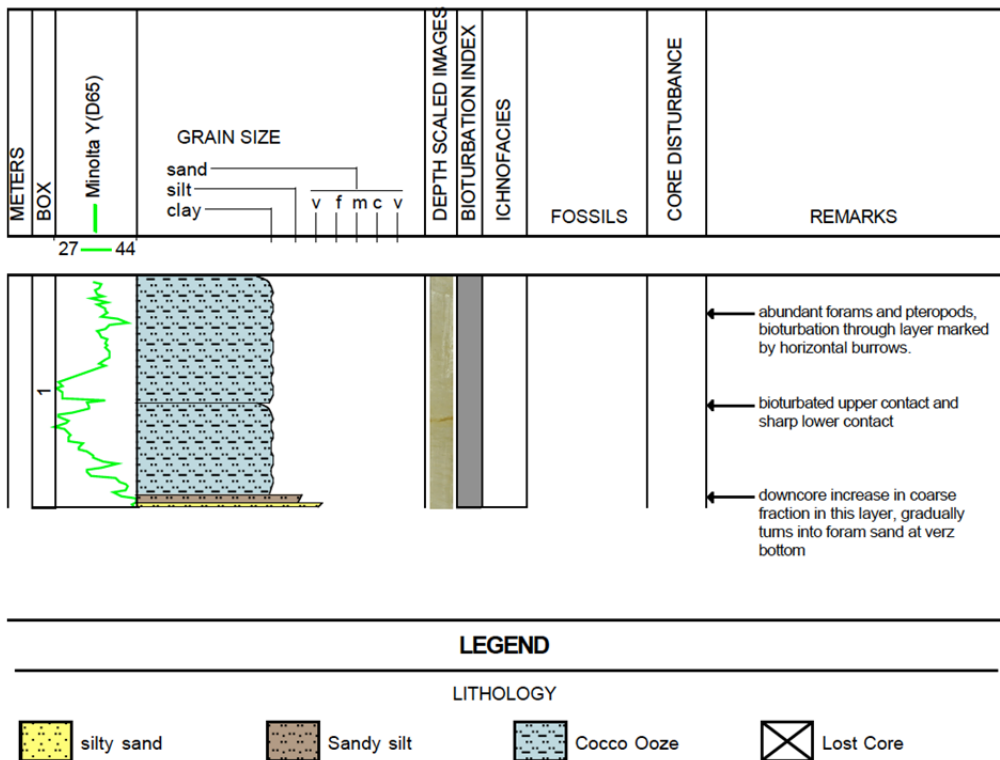 METERS
BOX
Minolta Y(D65)
GRAIN SIZE
sand
silt
clay
v f m c v
DEPTH SCALED IMAGES
BIOTURBATION INDEX
ICHNOFACIES
FOSSILS
CORE DISTURBANCE
REMARKS
27 44
1
abundant forams and pteropods,
bioturbation through layer marked
by horizontal burrows.
bioturbated upper contact and
sharp lower contact
downcore increase in coarse
fraction in this layer, gradually
turns into foram sand at verz
bottom
LEGEND
LITHOLOGY
silty sand
Sandy silt
Cocco Ooze
Lost Core